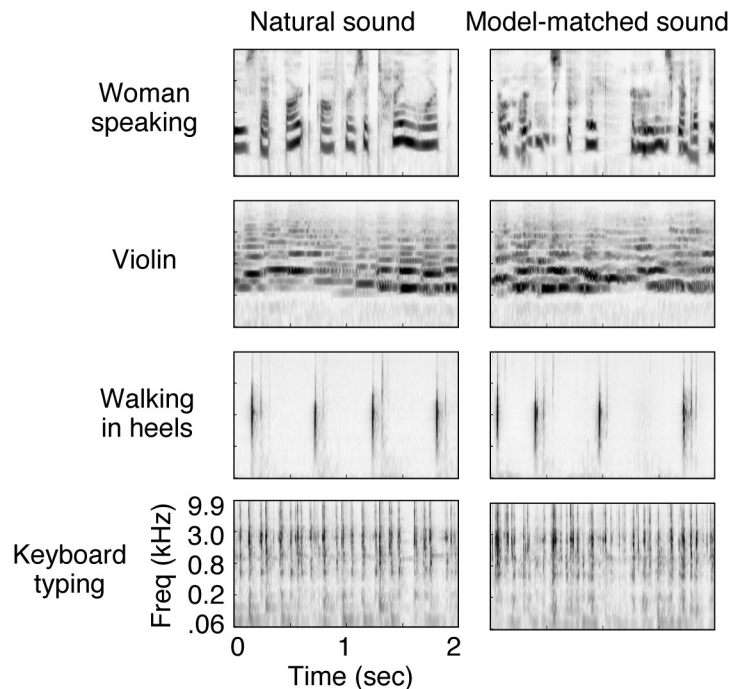 Natural sound
Model-matched sound
Woman
speaking
Violin
Walking
in heels
Keyboard
typing
Freq (kHz)
9.9
3.0
0.8
0.2
.06
0
1
2
Time (sec)